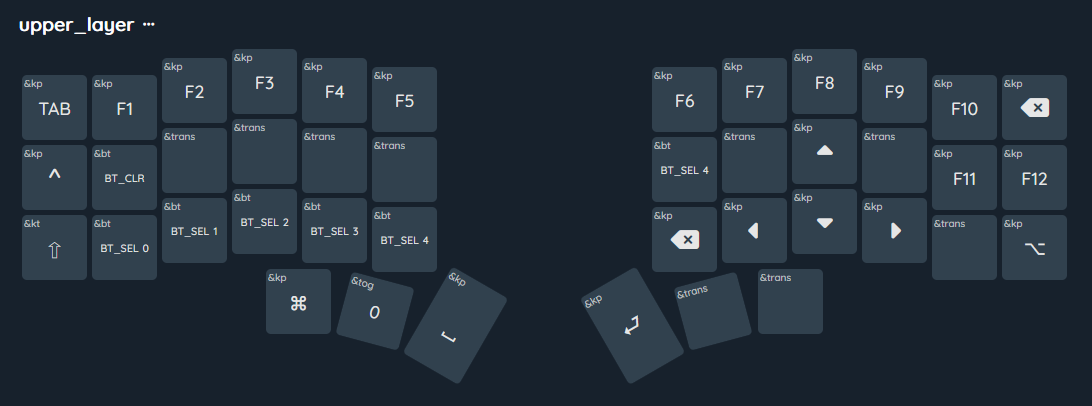 upper_layer ···
&kp TAB &kp F1 &kp F2 &kp F3 &kp F4 &kp F5 &kp F6 &kp F7 &kp F8 &kp F9 &kp F10 &kp ⌫
&kp ^ &bt BT_CLR &trans &trans &trans &trans &bt BT_SEL 4 &trans &kp ▲ &trans &kp F11 &kp F12
&kt ⇧ &bt BT_SEL 0 &bt BT_SEL 1 &bt BT_SEL 2 &bt BT_SEL 3 &bt BT_SEL 4 &kp ⌫ &kp ◀ &kp ▼ &kp ▶ &trans &kp ⌥
&kp ⌘ &tog 0 &kp ⎵ &kp ⏎ &trans &trans